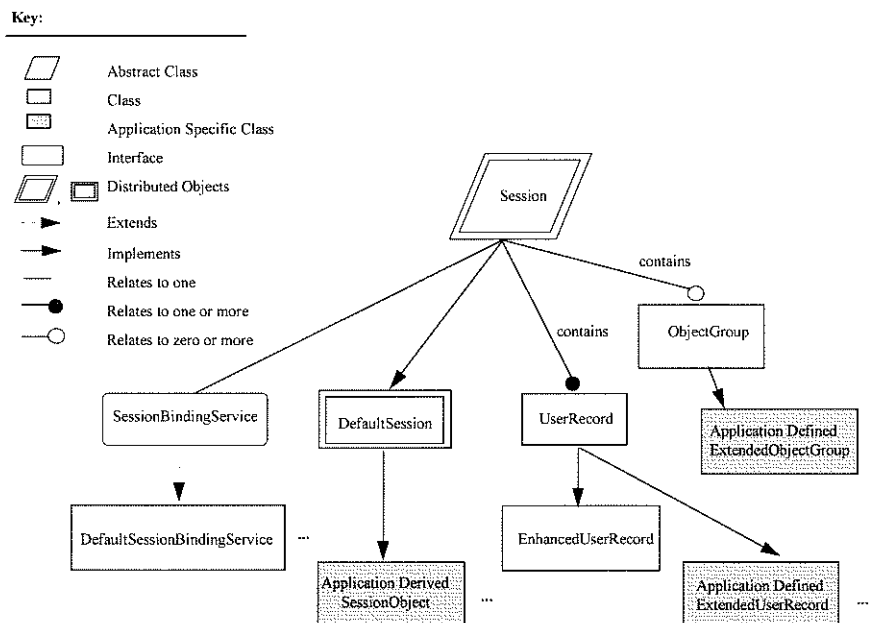 Key:
Abstract Class
Class
Application Specific Class
Interface
Distributed Objects
Extends
Implements
Relates to one
Relates to one or more
Relates to zero or more
Session
contains
contains
ObjectGroup
SessionBindingService
DefaultSession
UserRecord
Application Defined
ExtendedObjectGroup
DefaultSessionBindingService
...
EnhancedUserRecord
Application Derived
SessionObject
...
Application Defined
ExtendedUserRecord
...